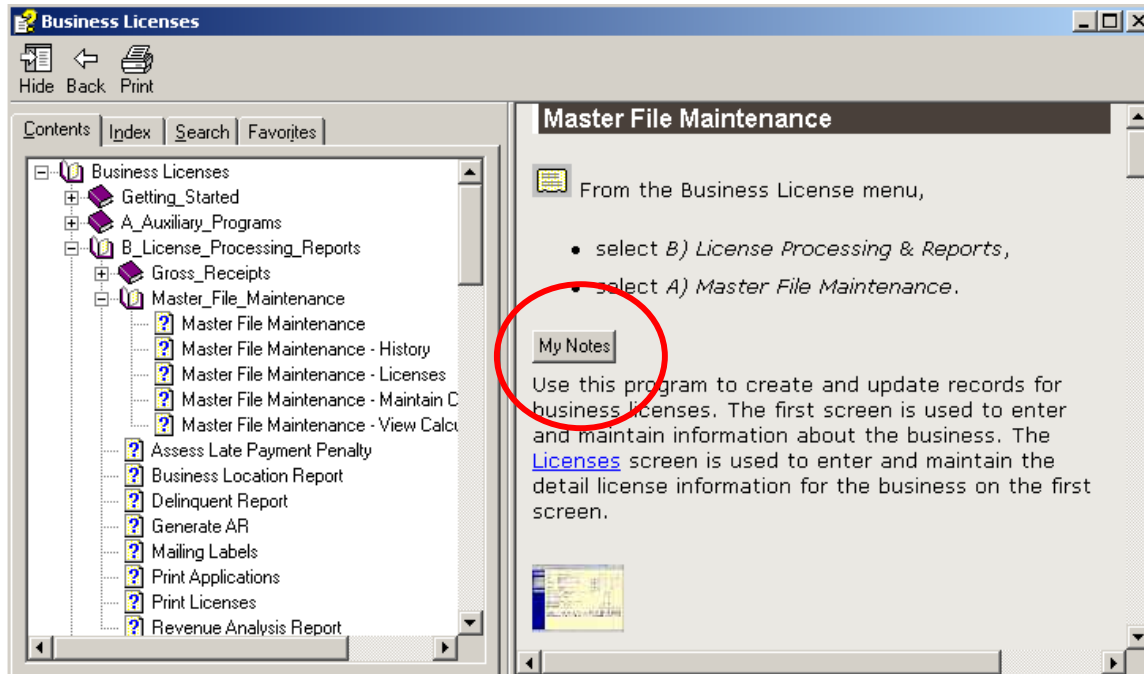 Business Licenses
Hide Back Print
Contents Index Search Favorites
Business Licenses
Getting_Started
A_Auxiliary_Programs
B_License_Processing_Reports
Gross_Receipts
Master_File_Maintenance
Master File Maintenance
Master File Maintenance - History
Master File Maintenance - Licenses
Master File Maintenance - Maintain C
Master File Maintenance - View Calcu
Assess Late Payment Penalty
Business Location Report
Delinquent Report
Generate AR
Mailing Labels
Print Applications
Print Licenses
Revenue Analysis Report
Master File Maintenance
From the Business License menu,
• select B) License Processing & Reports,
• select A) Master File Maintenance.
My Notes
Use this program to create and update records for
business licenses. The first screen is used to enter
and maintain information about the business. The
Licenses screen is used to enter and maintain the
detail license information for the business on the first
screen.